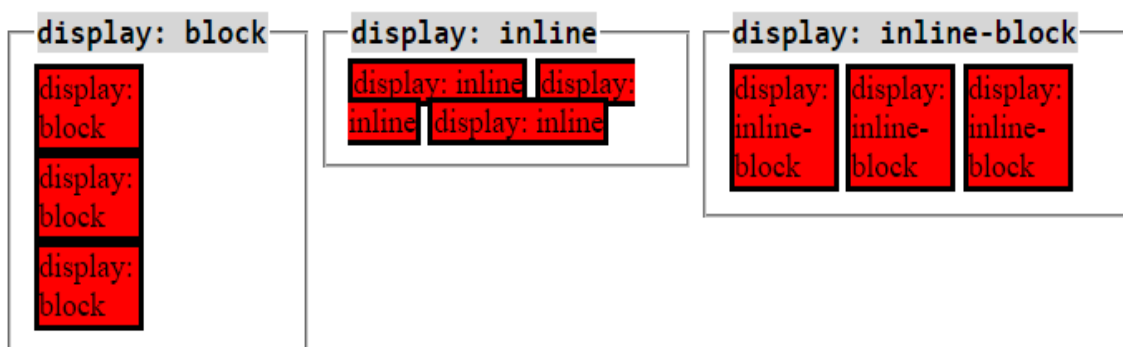 display: block
display:
block
display:
block
display:
block
display: inline
display: inline display:
inline display: inline
display: inline-block
display: display: display:
inline- inline- inline-
block block block